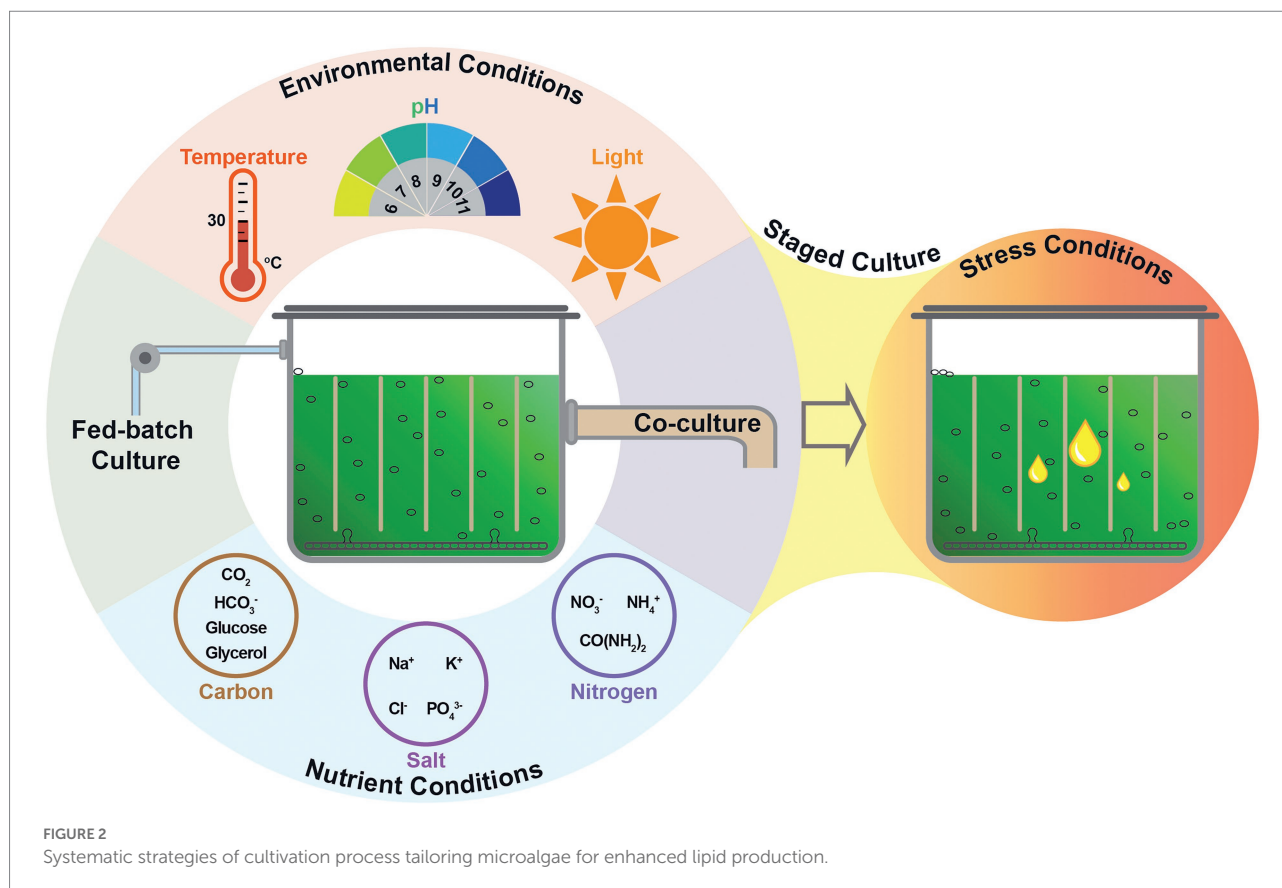 Environmental Conditions
pH
Temperature
30
°C
6 7 8 9 10 11
Light
Staged Culture
Stress Conditions
Fed-batch
Culture
Co-culture
CO₂
HCO₃⁻
Glucose
Glycerol
Carbon
Na⁺ K⁺
Cl⁻ PO₄³⁻
Salt
NO₃⁻ NH₄⁺
CO(NH₂)₂
Nitrogen
Nutrient Conditions
FIGURE 2
Systematic strategies of cultivation process tailoring microalgae for enhanced lipid production.